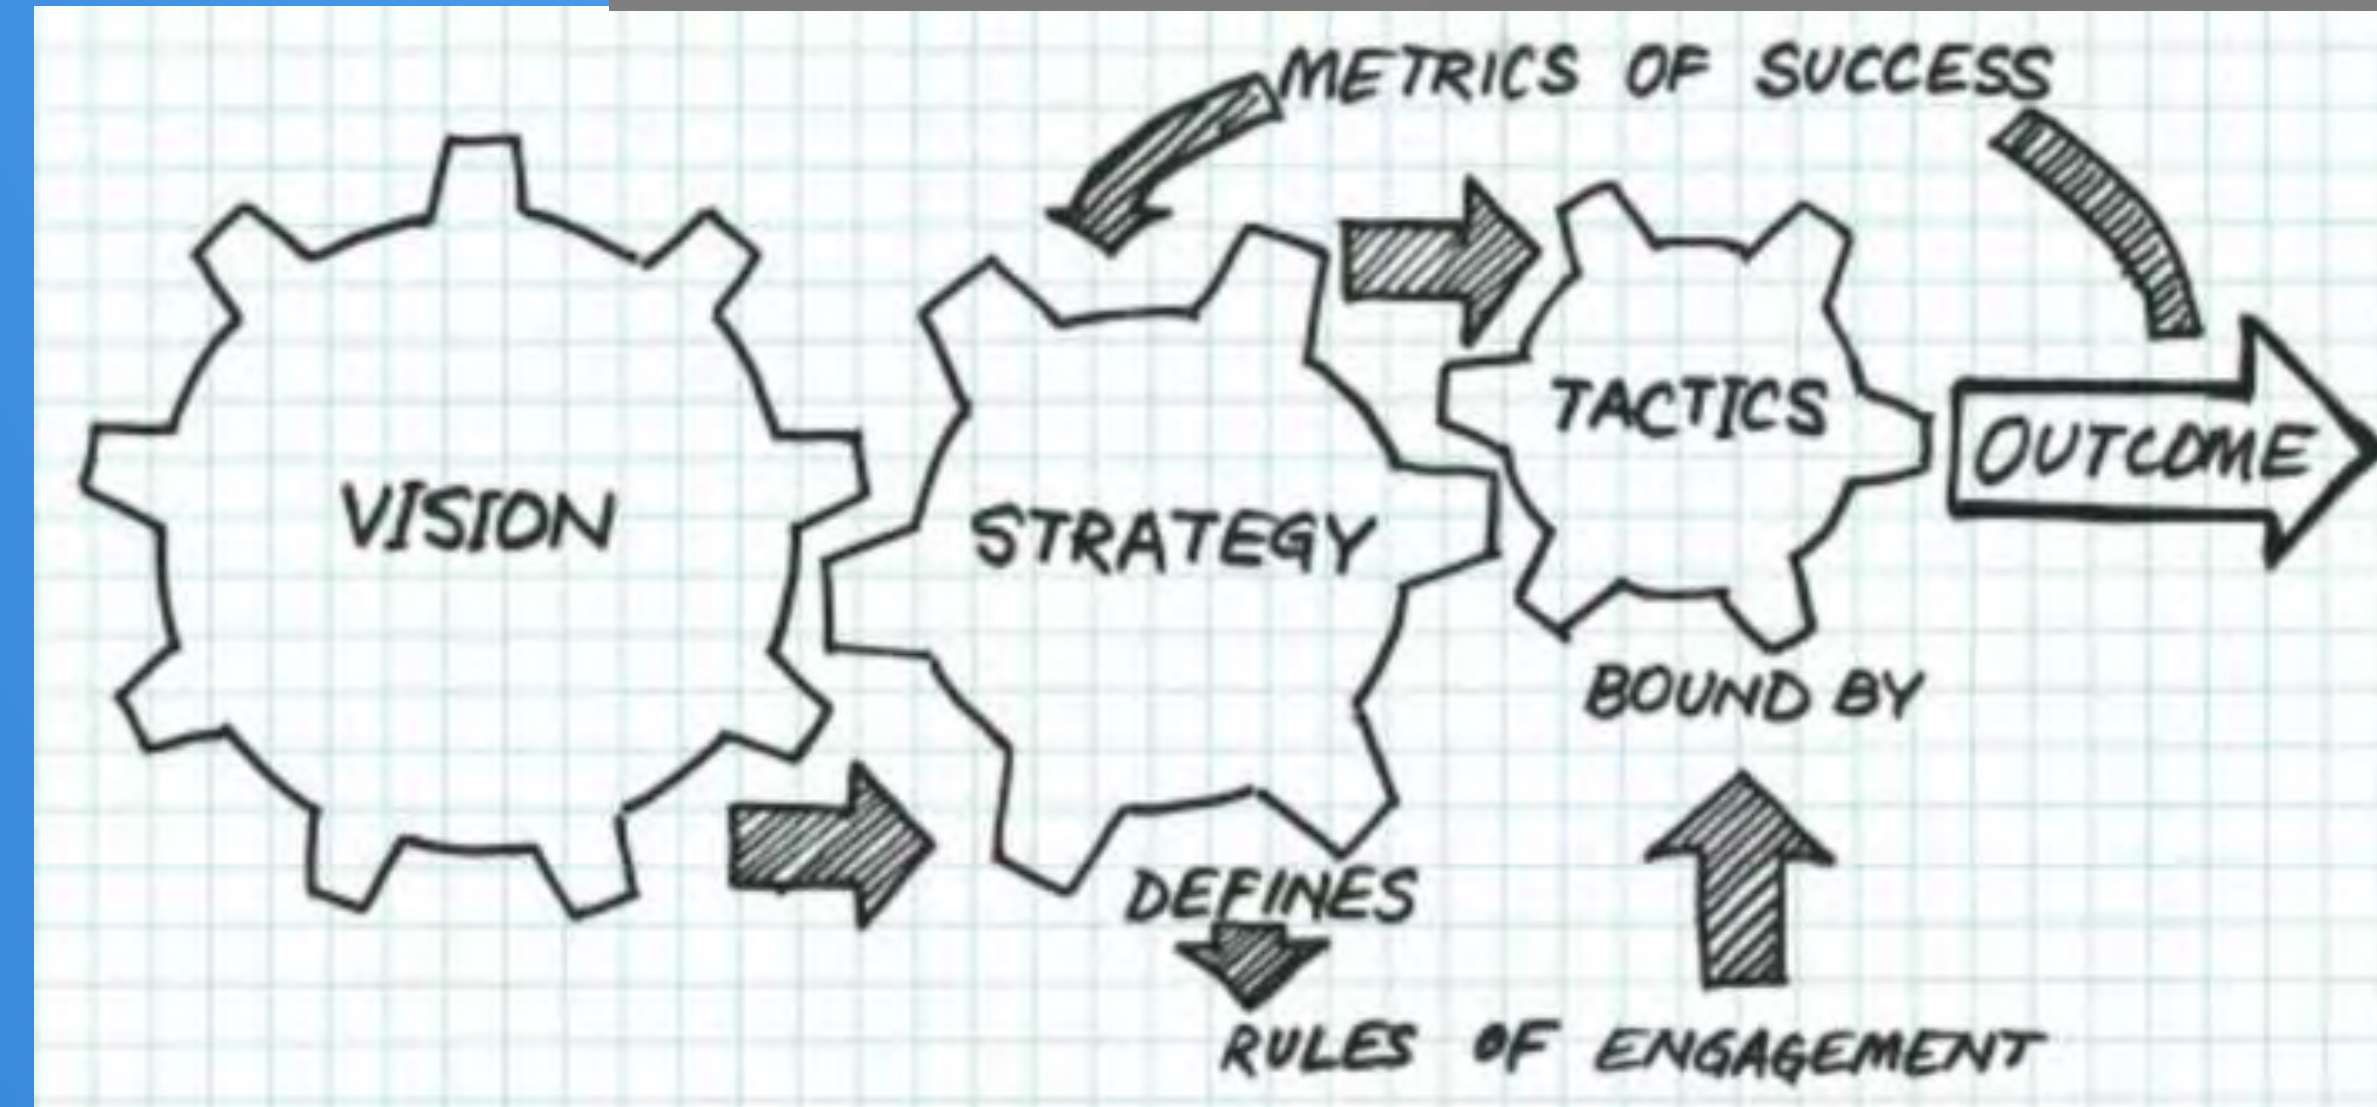 METRICS OF SUCCESS
VISION
STRATEGY
TACTICS
OUTCOME
BOUND BY
DEFINES
RULES OF ENGAGEMENT